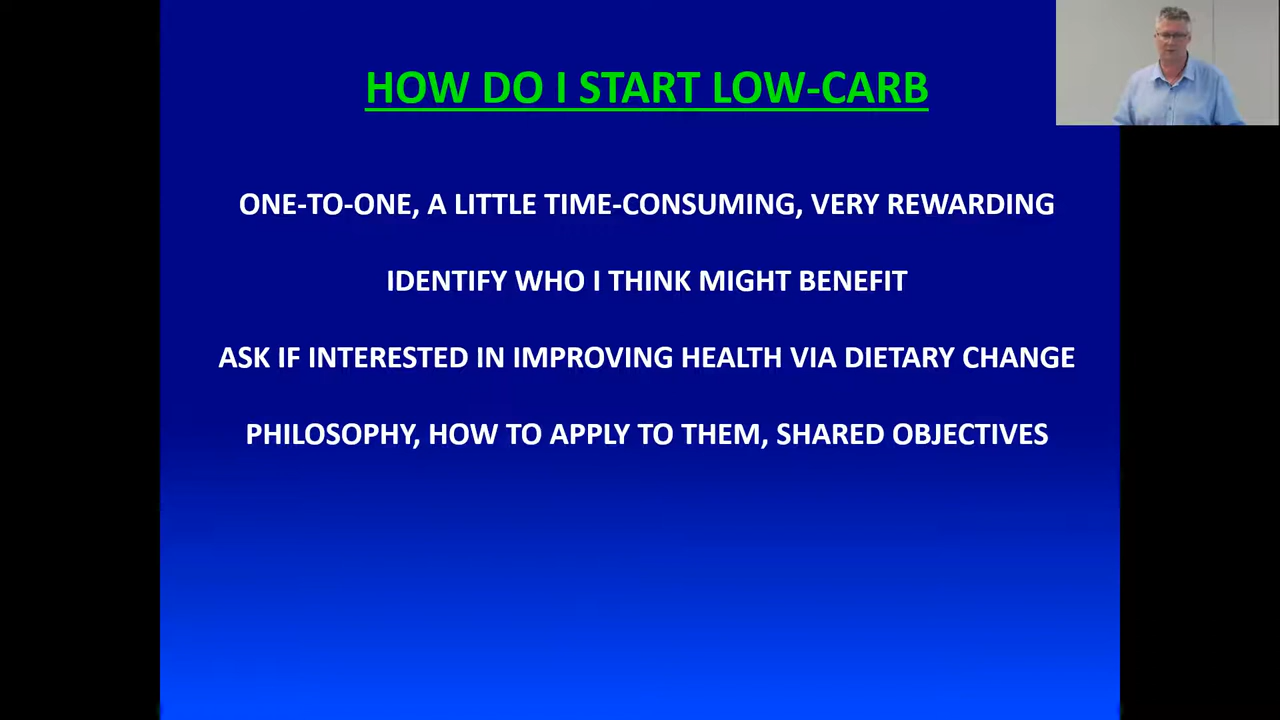 HOW DO I START LOW-CARB
ONE-TO-ONE, A LITTLE TIME-CONSUMING, VERY REWARDING
IDENTIFY WHO I THINK MIGHT BENEFIT
ASK IF INTERESTED IN IMPROVING HEALTH VIA DIETARY CHANGE
PHILOSOPHY, HOW TO APPLY TO THEM, SHARED OBJECTIVES